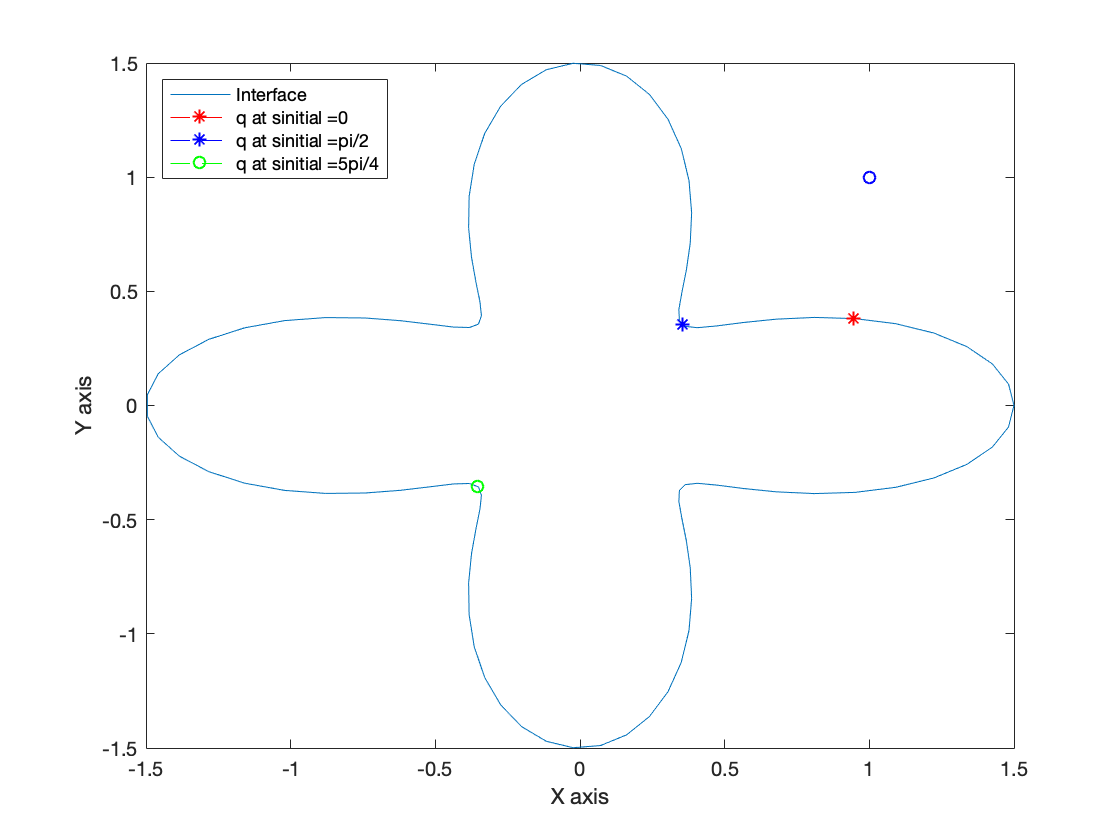 1.5
Interface
q at sinitial =0
q at sinitial =pi/2
q at sinitial =5pi/4
1
0.5
Y axis
0
-0.5
-1
-1.5
-1.5 -1 -0.5 0 0.5 1 1.5
X axis